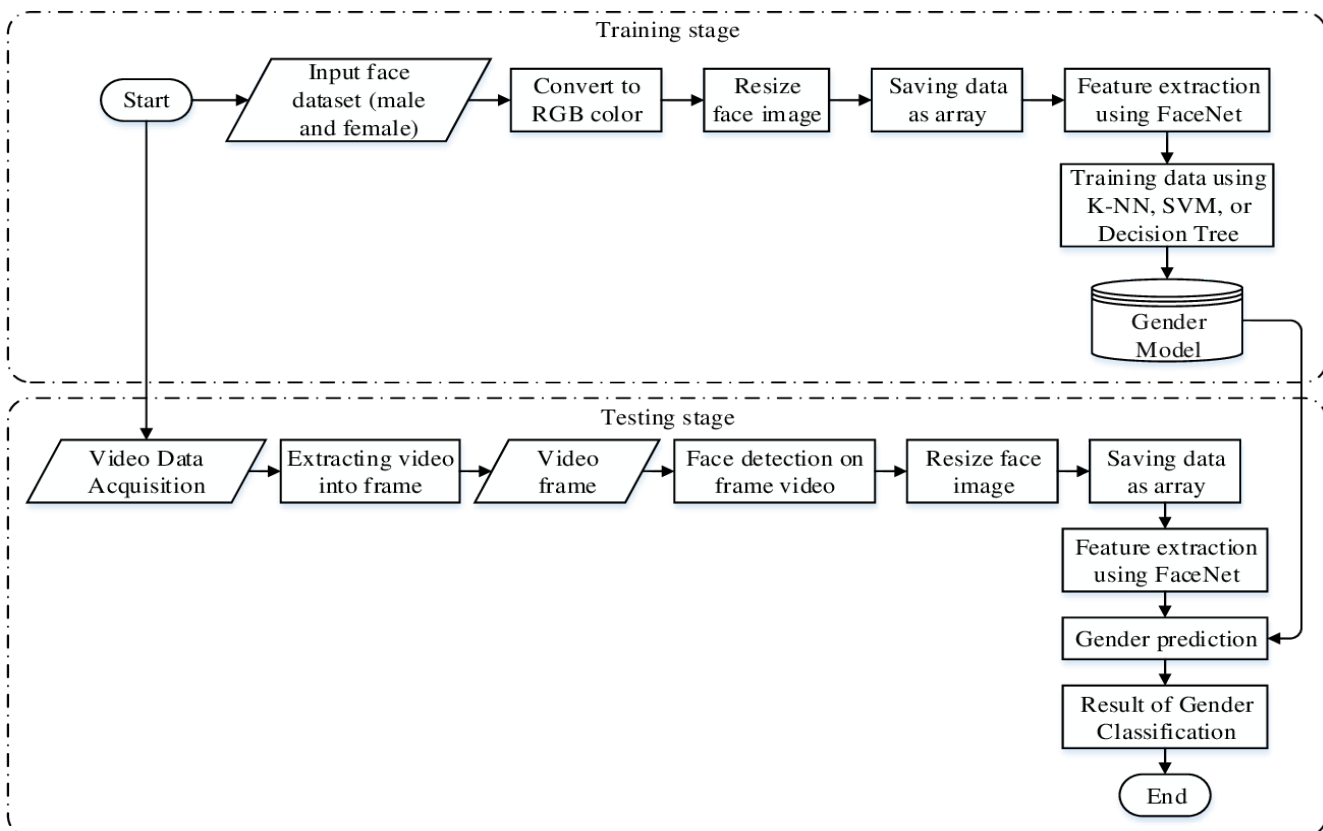 Training stage
Start
Input face
dataset (male
and female)
Convert to
RGB color
Resize
face image
Saving data
as array
Feature extraction
using FaceNet
Training data using
K-NN, SVM, or
Decision Tree
Gender
Model
Testing stage
Video Data
Acquisition
Extracting video
into frame
Video
frame
Face detection on
frame video
Resize face
image
Saving data
as array
Feature extraction
using FaceNet
Gender prediction
Result of Gender
Classification
End